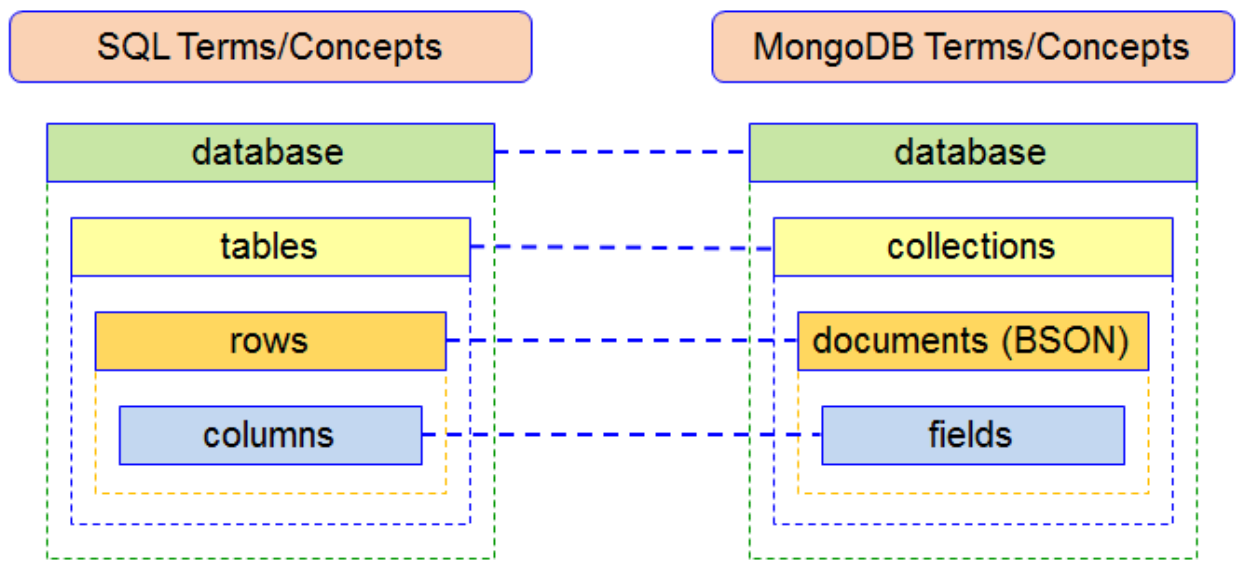 SQL Terms/Concepts
MongoDB Terms/Concepts
database
database
tables
collections
rows
documents (BSON)
columns
fields